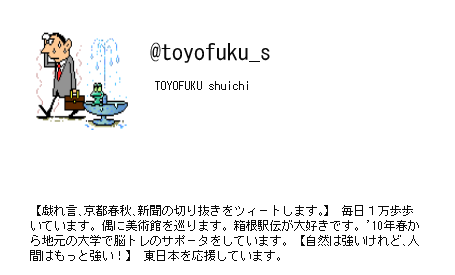 @toyofuku_s
TOYOFUKU shuichi
【戯れ言､京都春秋､新聞の切り抜きをツィートします｡】 毎日１万歩歩
いています。偶に美術館を巡ります。箱根駅伝が大好きです。’10年春か
ら地元の大学で脳トレのサポータをしています。【自然は強いけれど､人
間はもっと強い！】 東日本を応援しています。